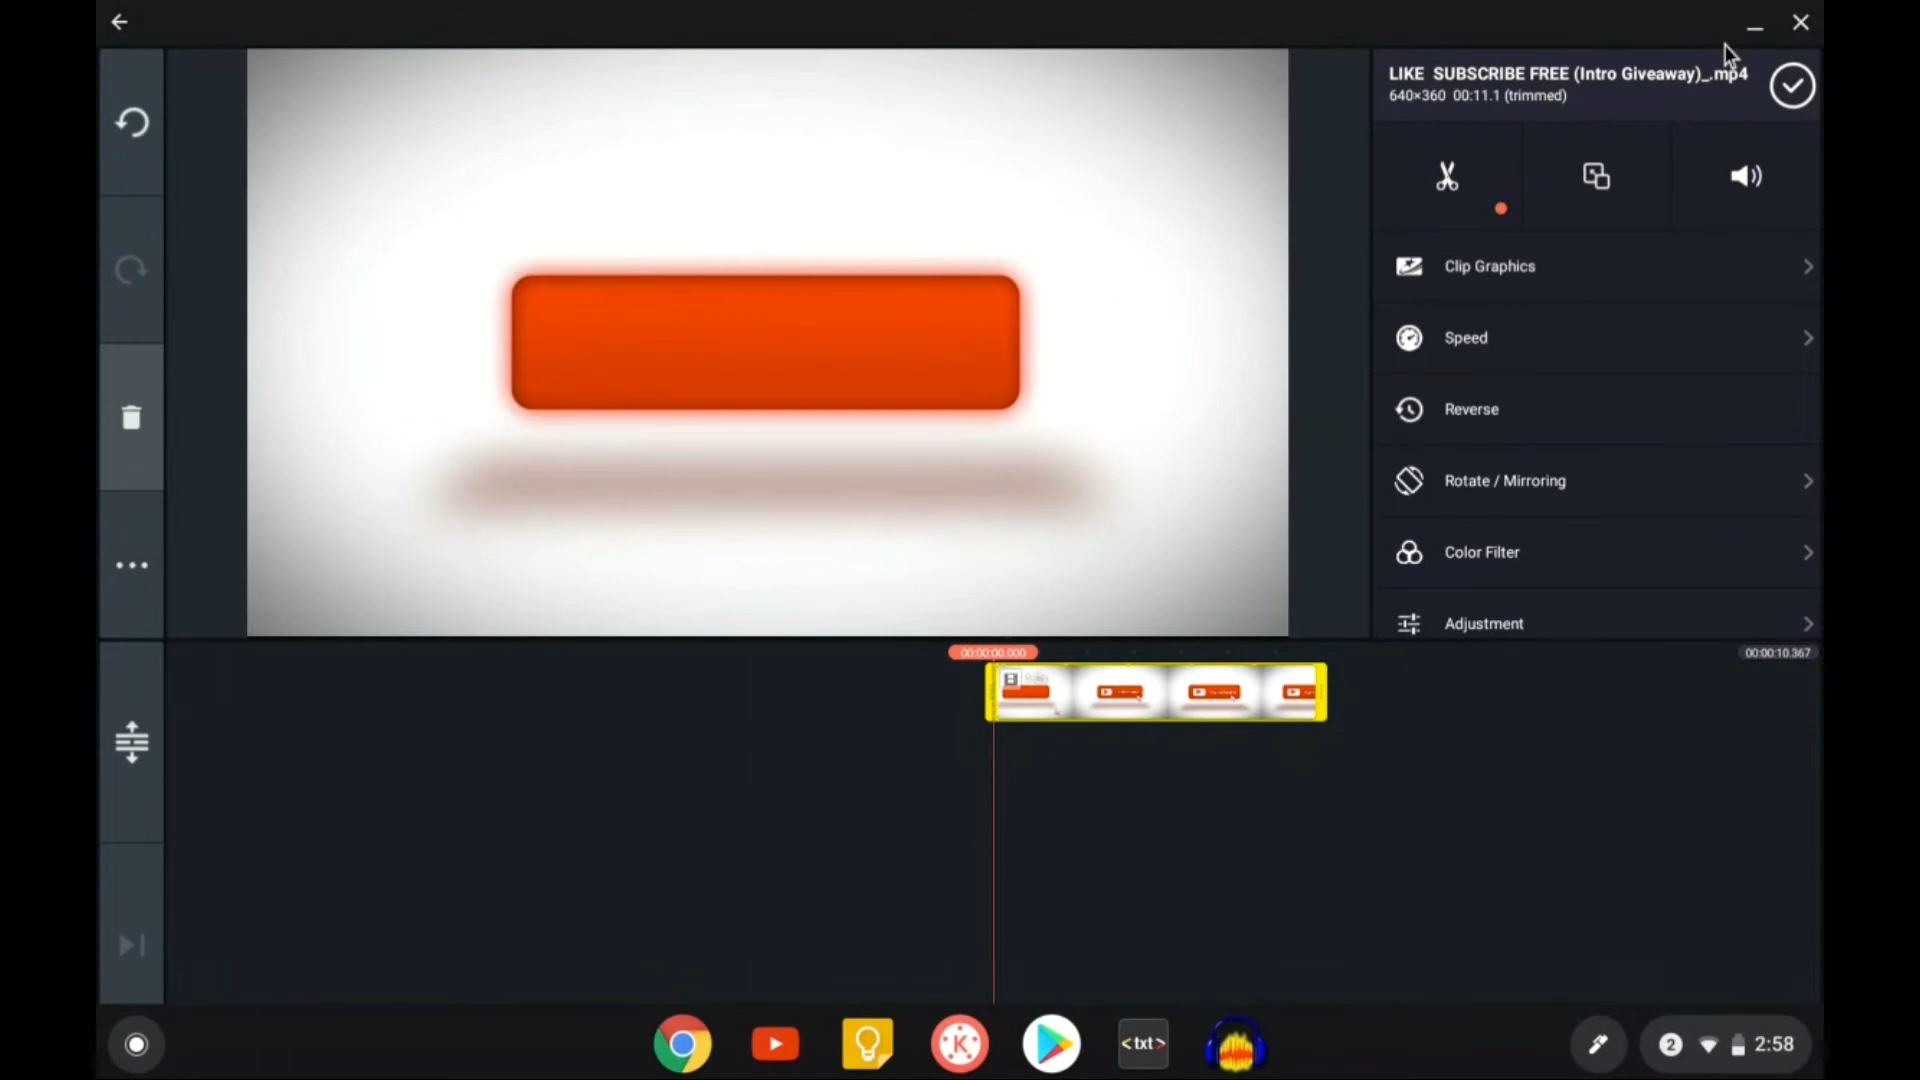 LIKE  SUBSCRIBE FREE (Intro Giveaway)_.mp4
640×360  00:11.1 (trimmed)
Clip Graphics
Speed
Reverse
Rotate / Mirroring
Color Filter
Adjustment
00:00:00.000
00:00:10.367
K
<txt>
2
2:58